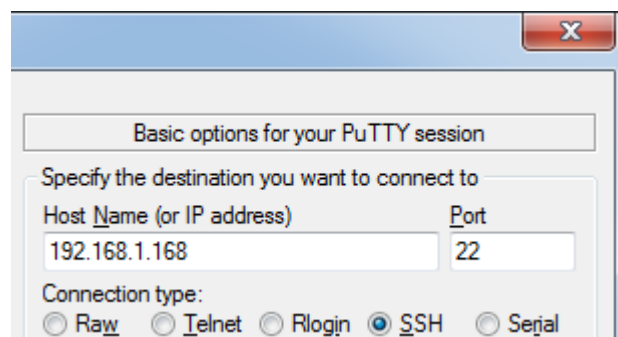 Basic options for your PuTTY session
Specify the destination you want to connect to
Host Name (or IP address) Port
192.168.1.168 22
Connection type:
Raw Telnet Rlogin SSH Serial